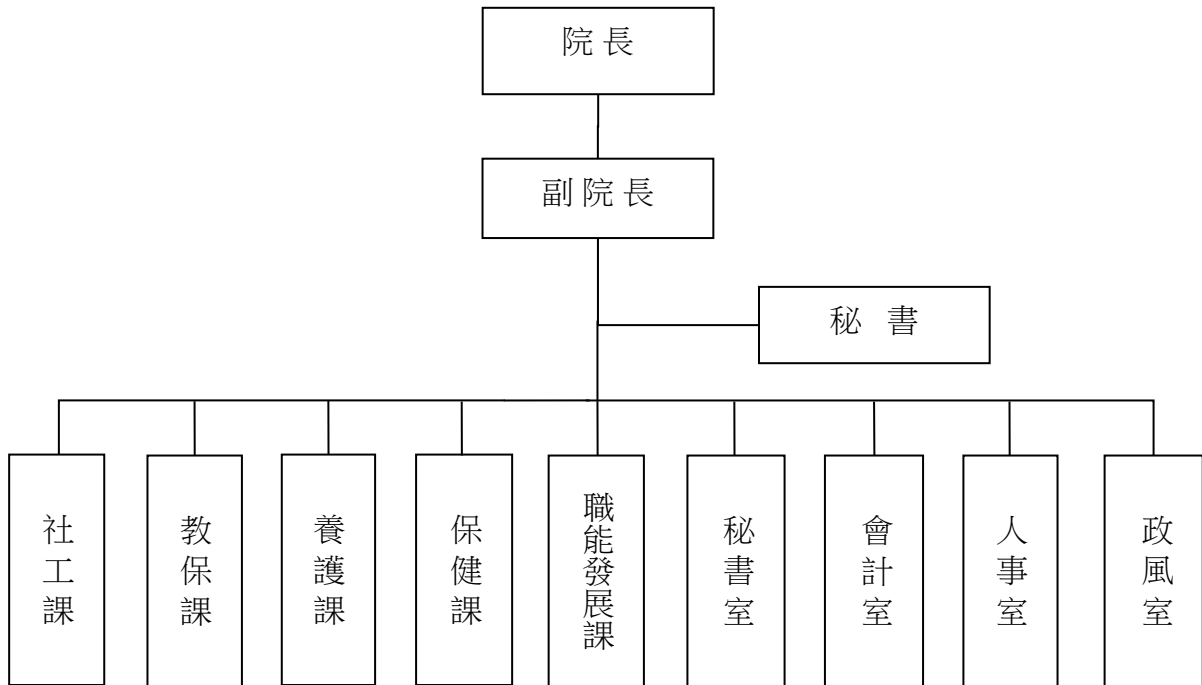 院長
副院長
秘 書
社工課
教保課
養護課
保健課
職能發展課
秘書室
會計室
人事室
政風室